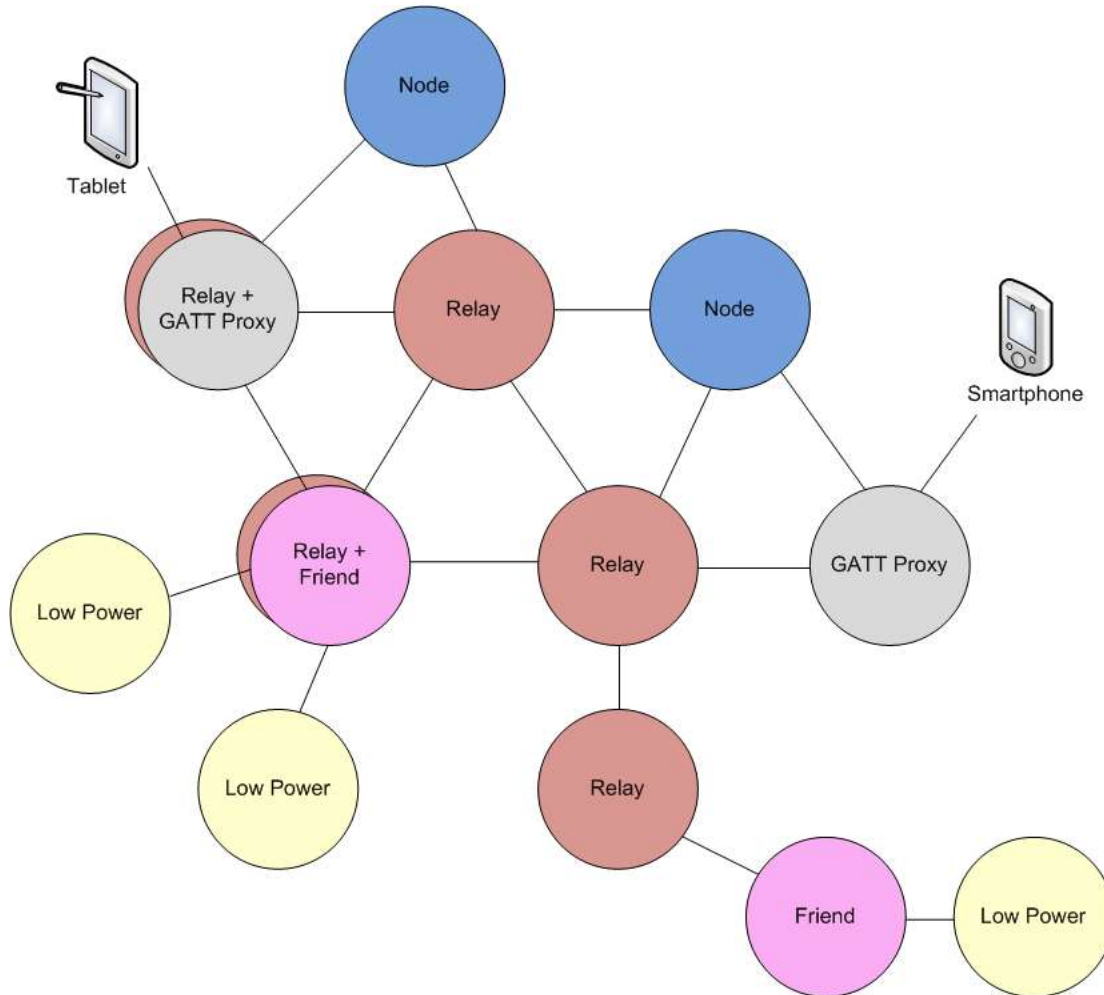 Node
Tablet
Relay +
GATT Proxy
Relay
Node
Smartphone
Relay +
Friend
Relay
GATT Proxy
Low Power
Low Power
Relay
Friend
Low Power